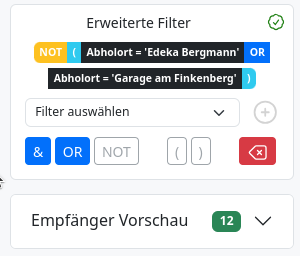 Erweiterte Filter
NOT ( Abholort = 'Edeka Bergmann' OR
Abholort = 'Garage am Finkenberg' )
Filter auswählen
& OR NOT ( )
Empfänger Vorschau 12